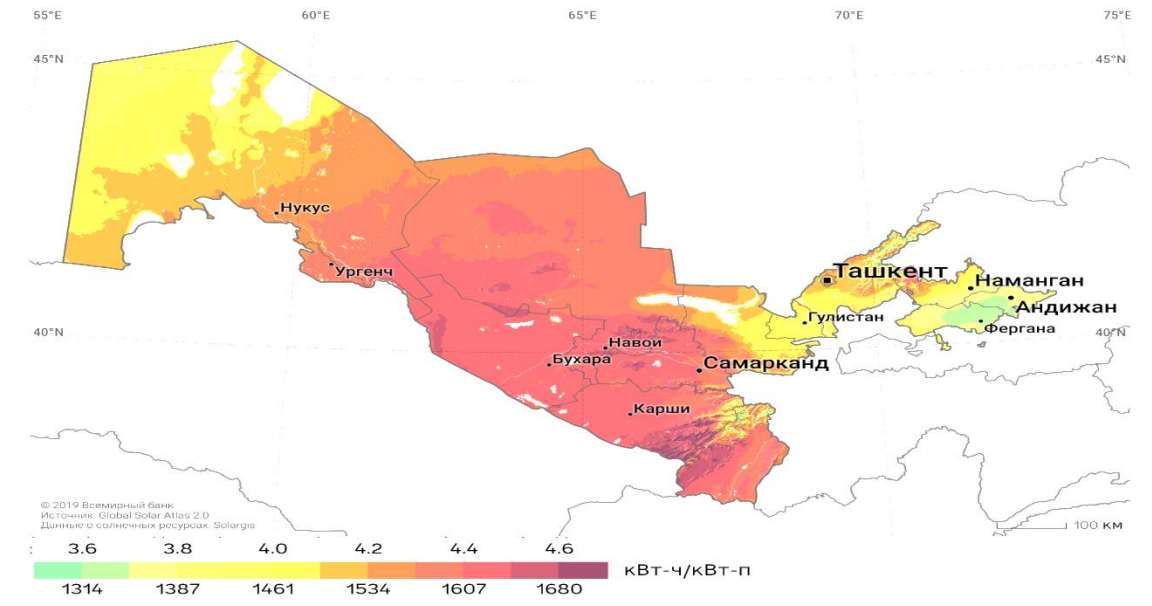 55°E 60°E 65°E 70°E 75°E
45°N 45°N
Нукус
Ургенч
Ташкент
Наманган
Андижан
Гулистан
Фергана
40°N 40°N
Навои
Бухара
Самарканд
Карши
© 2019 Всемирный банк
Источник: Global Solar Atlas 2.0
Данные о солнечных ресурсах: Solargis
100 км
3.6 3.8 4.0 4.2 4.4 4.6
кВт-ч/кВт-п
1314 1387 1461 1534 1607 1680